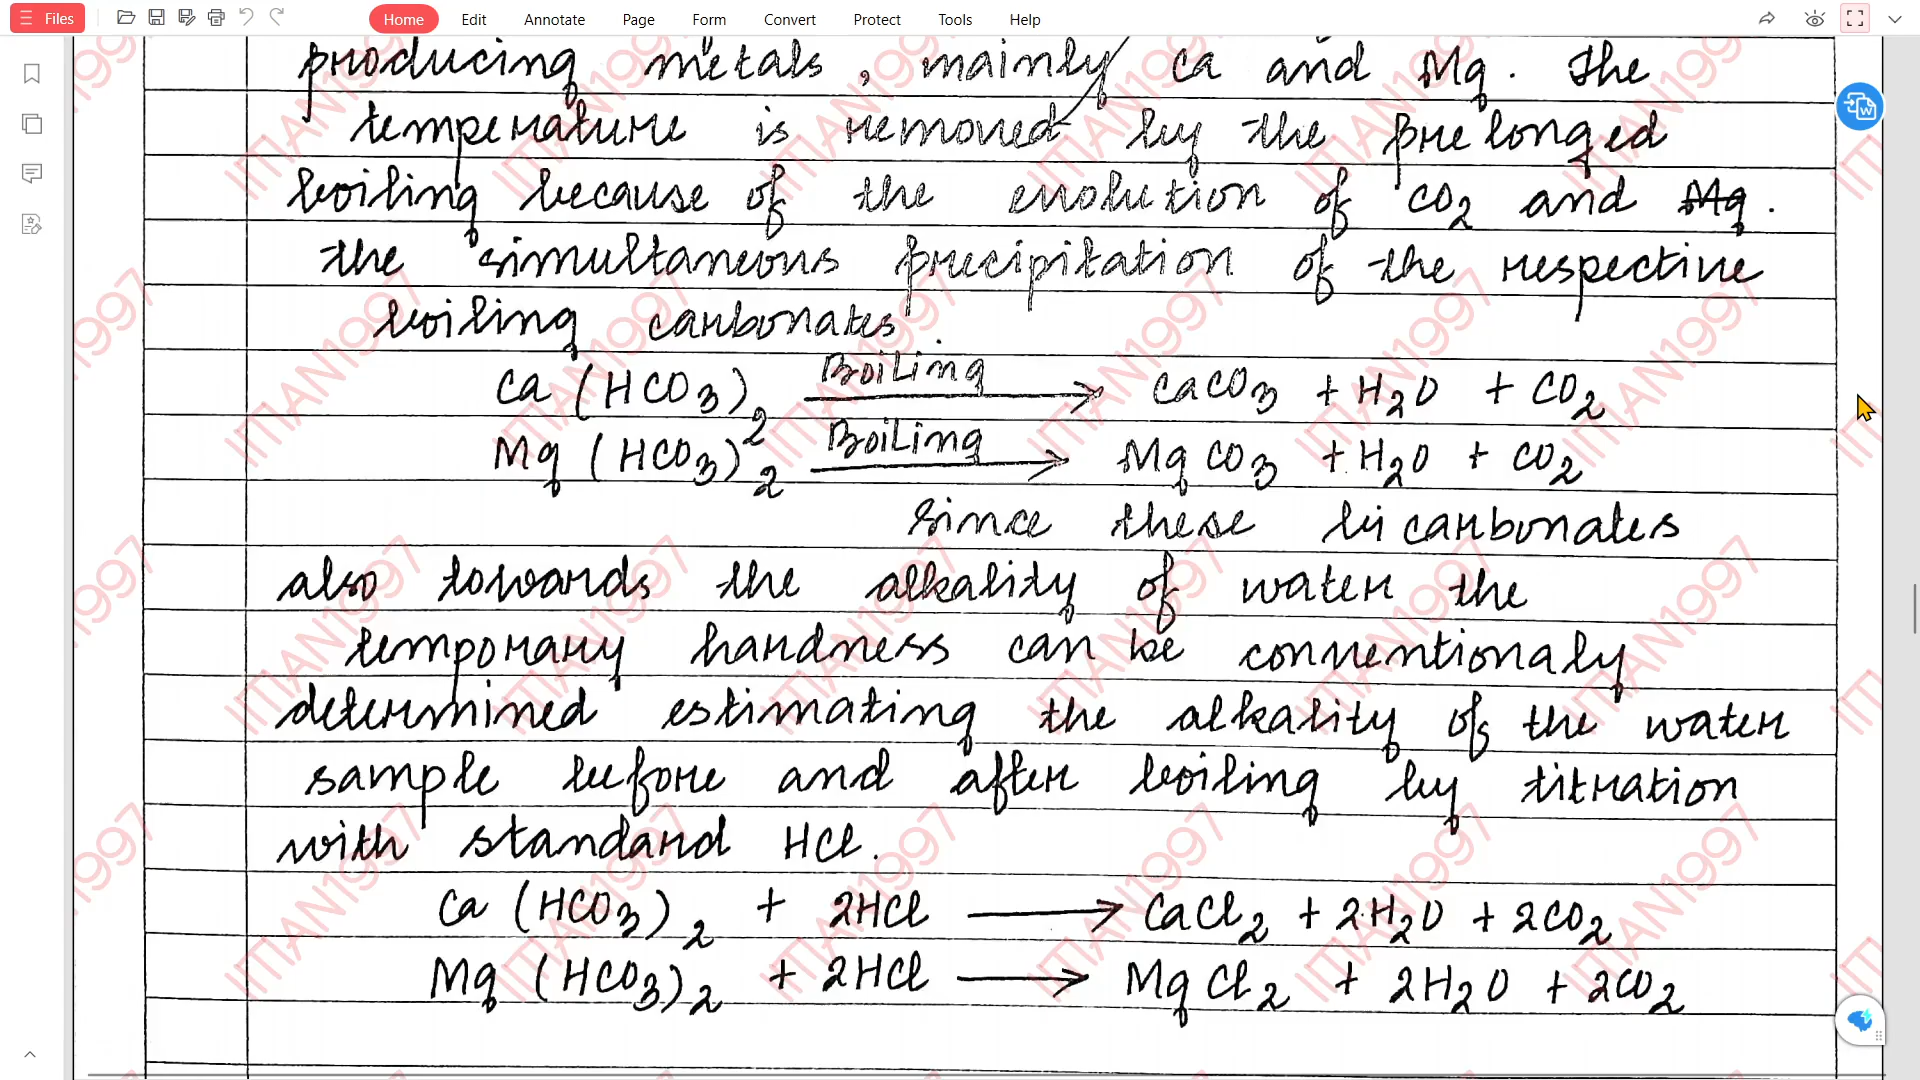 Files
Home Edit Annotate Page Form Convert Protect Tools Help
producing metals, mainly Ca and Mg. The
temperature is removed by the prelonged
boiling because of the evolution of CO2 and Mg.
the simultaneous precipitation of the respective
boiling carbonates
Ca (HCO3)2 Boiling → CaCO3 + H2O + CO2
Mg (HCO3)2 Boiling → MgCO3 + H2O + CO2
since these bicarbonates
also towards the alkality of water the
temporary hardness can be conventionaly
determined estimating the alkality of the water
sample before and after boiling by titration
with standard HCl.
Ca (HCO3)2 + 2HCl → CaCl2 + 2H2O + 2CO2
Mg (HCO3)2 + 2HCl → MgCl2 + 2H2O + 2CO2
IMAN1997